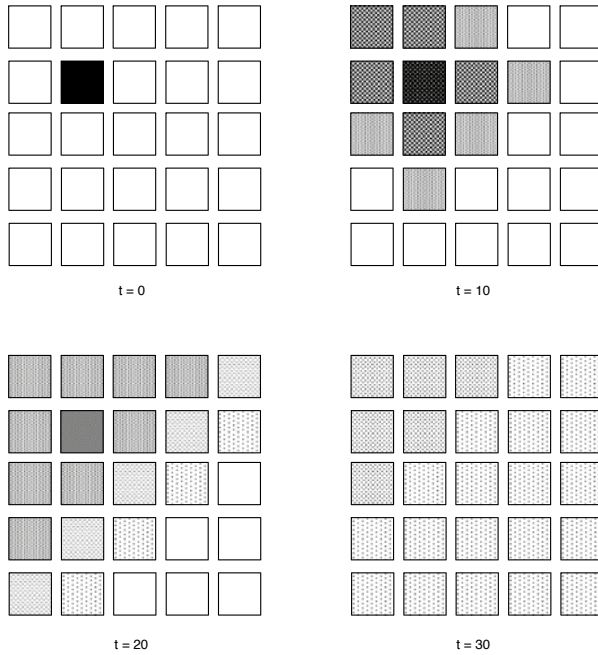 t = 0
t = 10
t = 20
t = 30